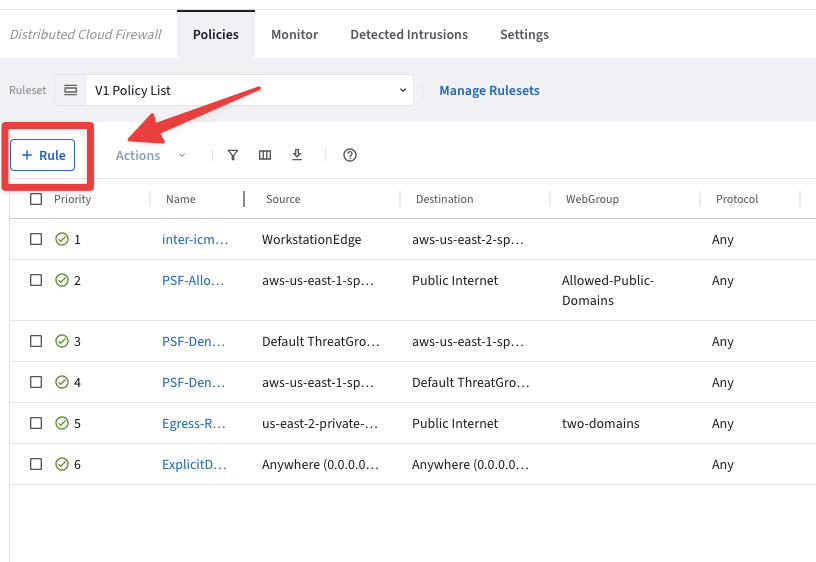 Distributed Cloud Firewall Policies Monitor Detected Intrusions Settings
Ruleset V1 Policy List Manage Rulesets
+ Rule Actions
Priority Name Source Destination WebGroup Protocol
1 inter-icm… WorkstationEdge aws-us-east-2-sp… Any
2 PSF-Allo… aws-us-east-1-sp… Public Internet Allowed-Public- Any
Domains
3 PSF-Den… Default ThreatGro… aws-us-east-1-sp… Any
4 PSF-Den… aws-us-east-1-sp… Default ThreatGro… Any
5 Egress-R… us-east-2-private-… Public Internet two-domains Any
6 ExplicitD… Anywhere (0.0.0.0… Anywhere (0.0.0.0… Any